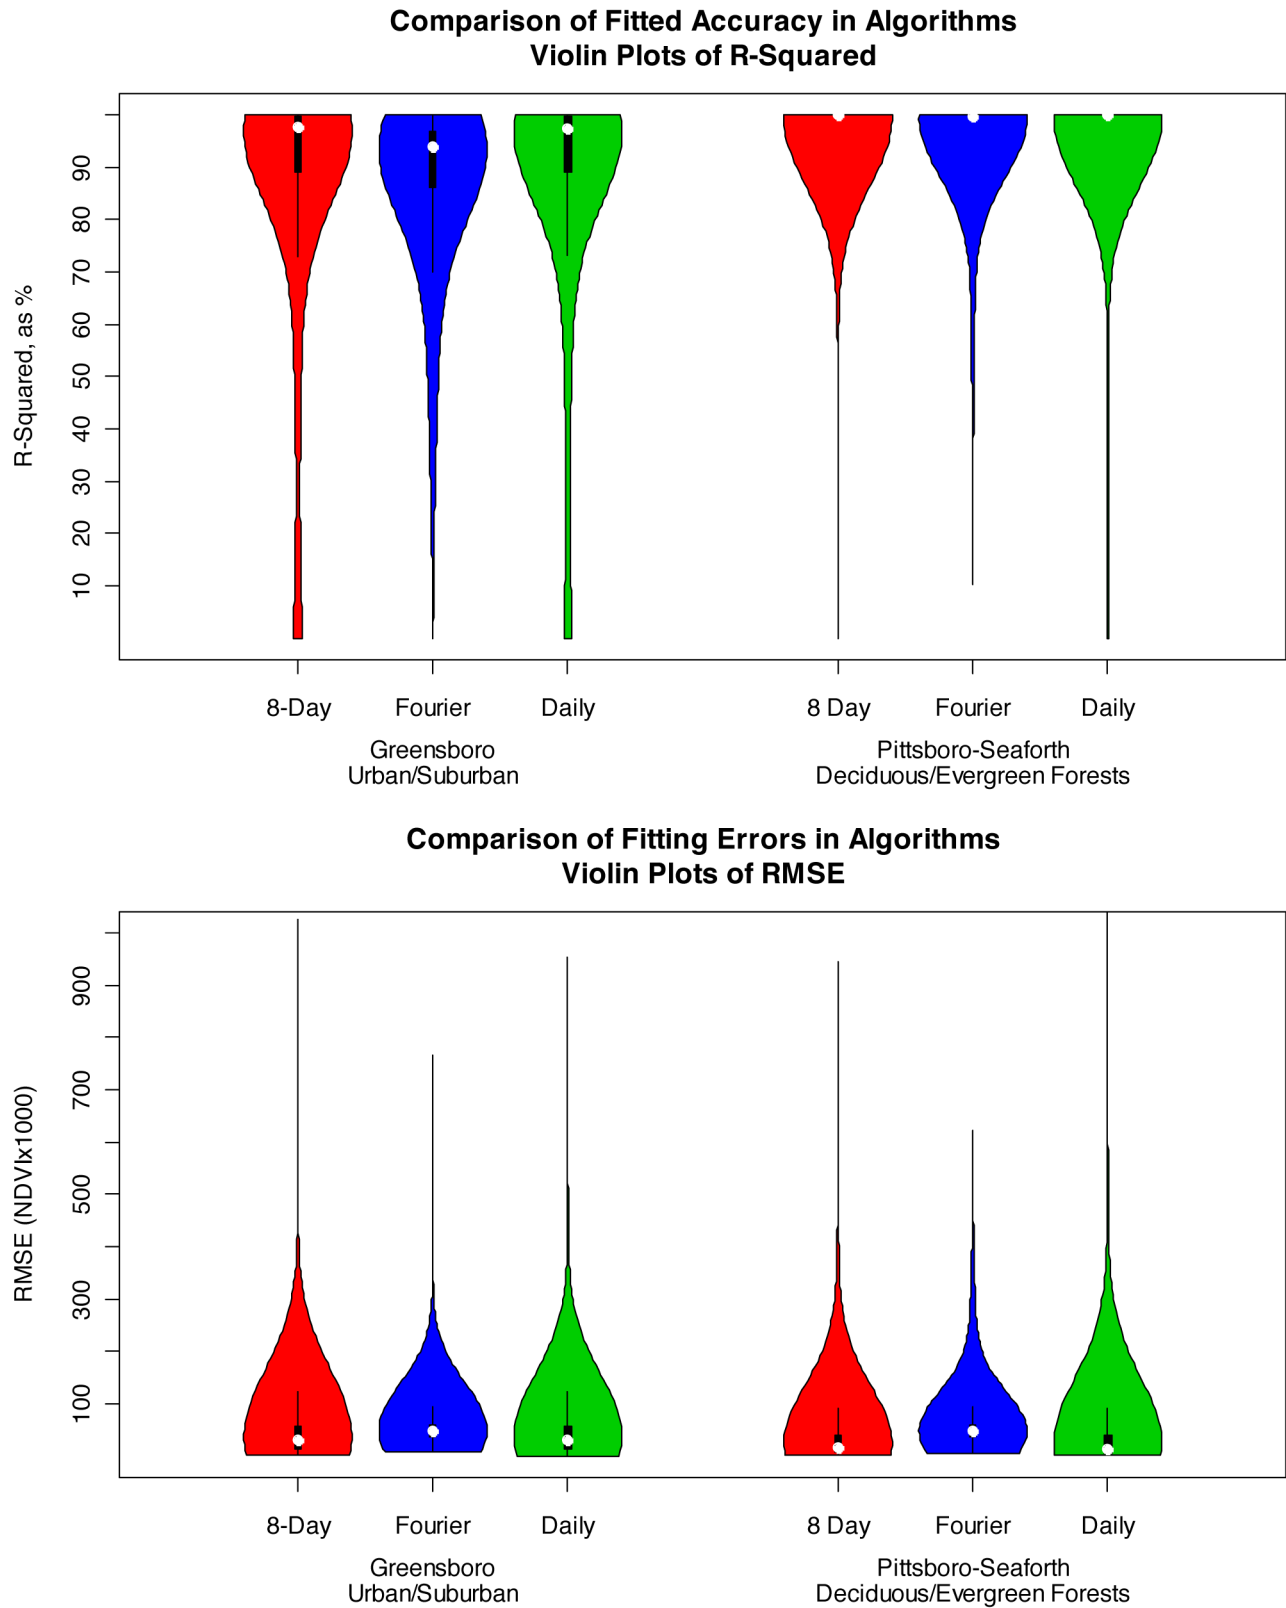 Comparison of Fitted Accuracy in Algorithms
Violin Plots of R-Squared
R-Squared, as %
90
80
70
60
50
40
30
20
10
8-Day Fourier Daily 8 Day Fourier Daily
Greensboro Pittsboro-Seaforth
Urban/Suburban Deciduous/Evergreen Forests
Comparison of Fitting Errors in Algorithms
Violin Plots of RMSE
RMSE (NDVIx1000)
900
700
500
300
100
8-Day Fourier Daily 8 Day Fourier Daily
Greensboro Pittsboro-Seaforth
Urban/Suburban Deciduous/Evergreen Forests